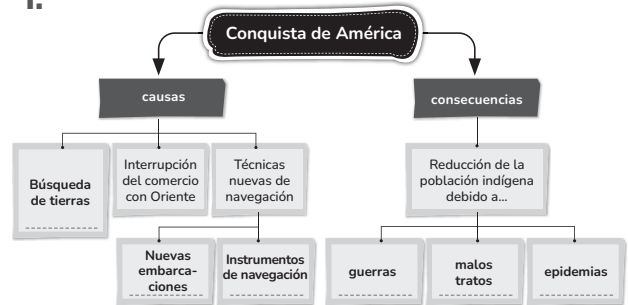 1.
Conquista de América
causas
consecuencias
Búsqueda
de tierras
Interrupción
del comercio
con Oriente
Técnicas
nuevas de
navegación
Reducción de la
población indígena
debido a...
Nuevas
embarca-
ciones
Instrumentos
de navegación
guerras
malos
tratos
epidemias